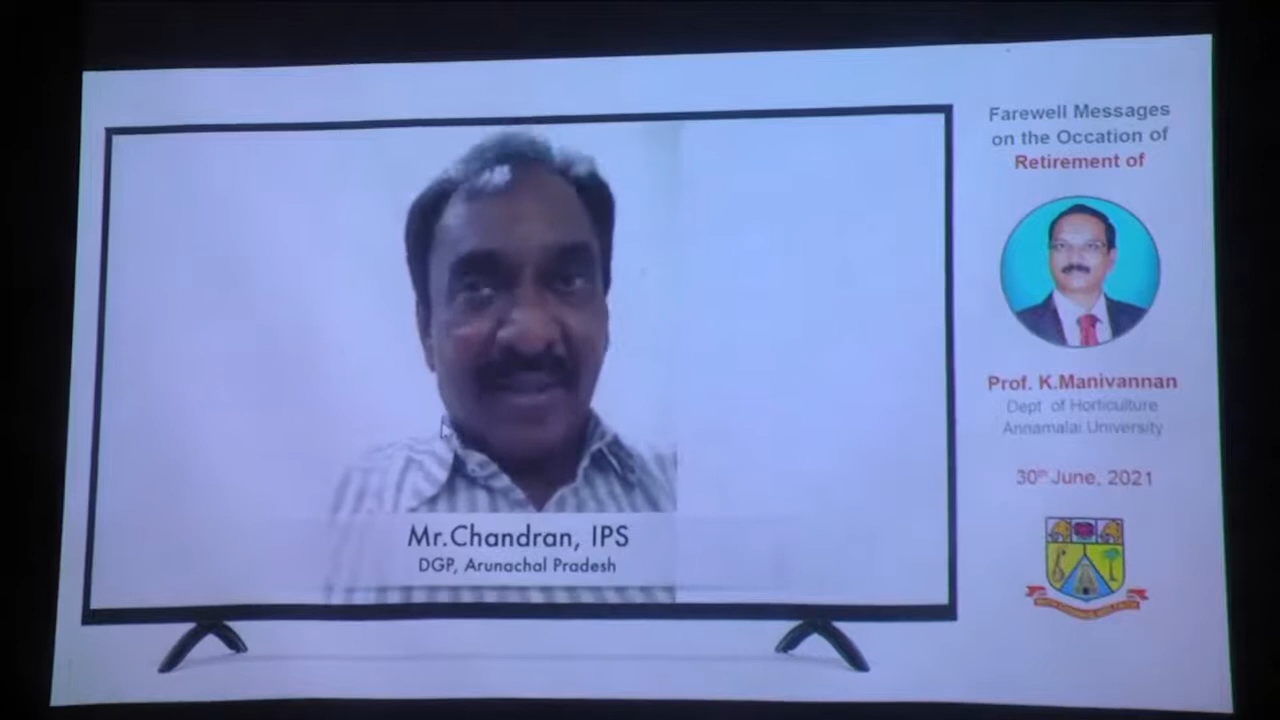 Farewell Messages
on the Occation of
Retirement of
Prof. K.Manivannan
Dept of Horticulture
Annamalai University
30th June, 2021
Mr.Chandran, IPS
DGP, Arunachal Pradesh